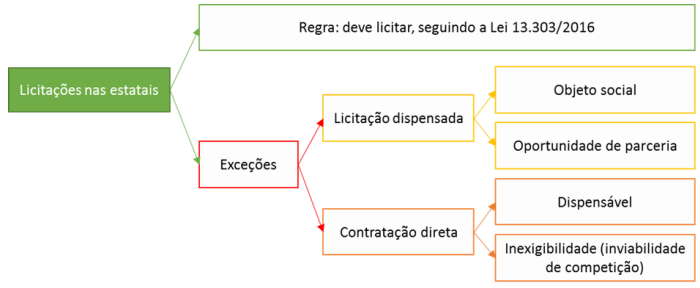 Regra: deve licitar, seguindo a Lei 13.303/2016
Licitações nas estatais
Exceções
Licitação dispensada
Objeto social
Oportunidade de parceria
Contratação direta
Dispensável
Inexigibilidade (inviabilidade
de competição)